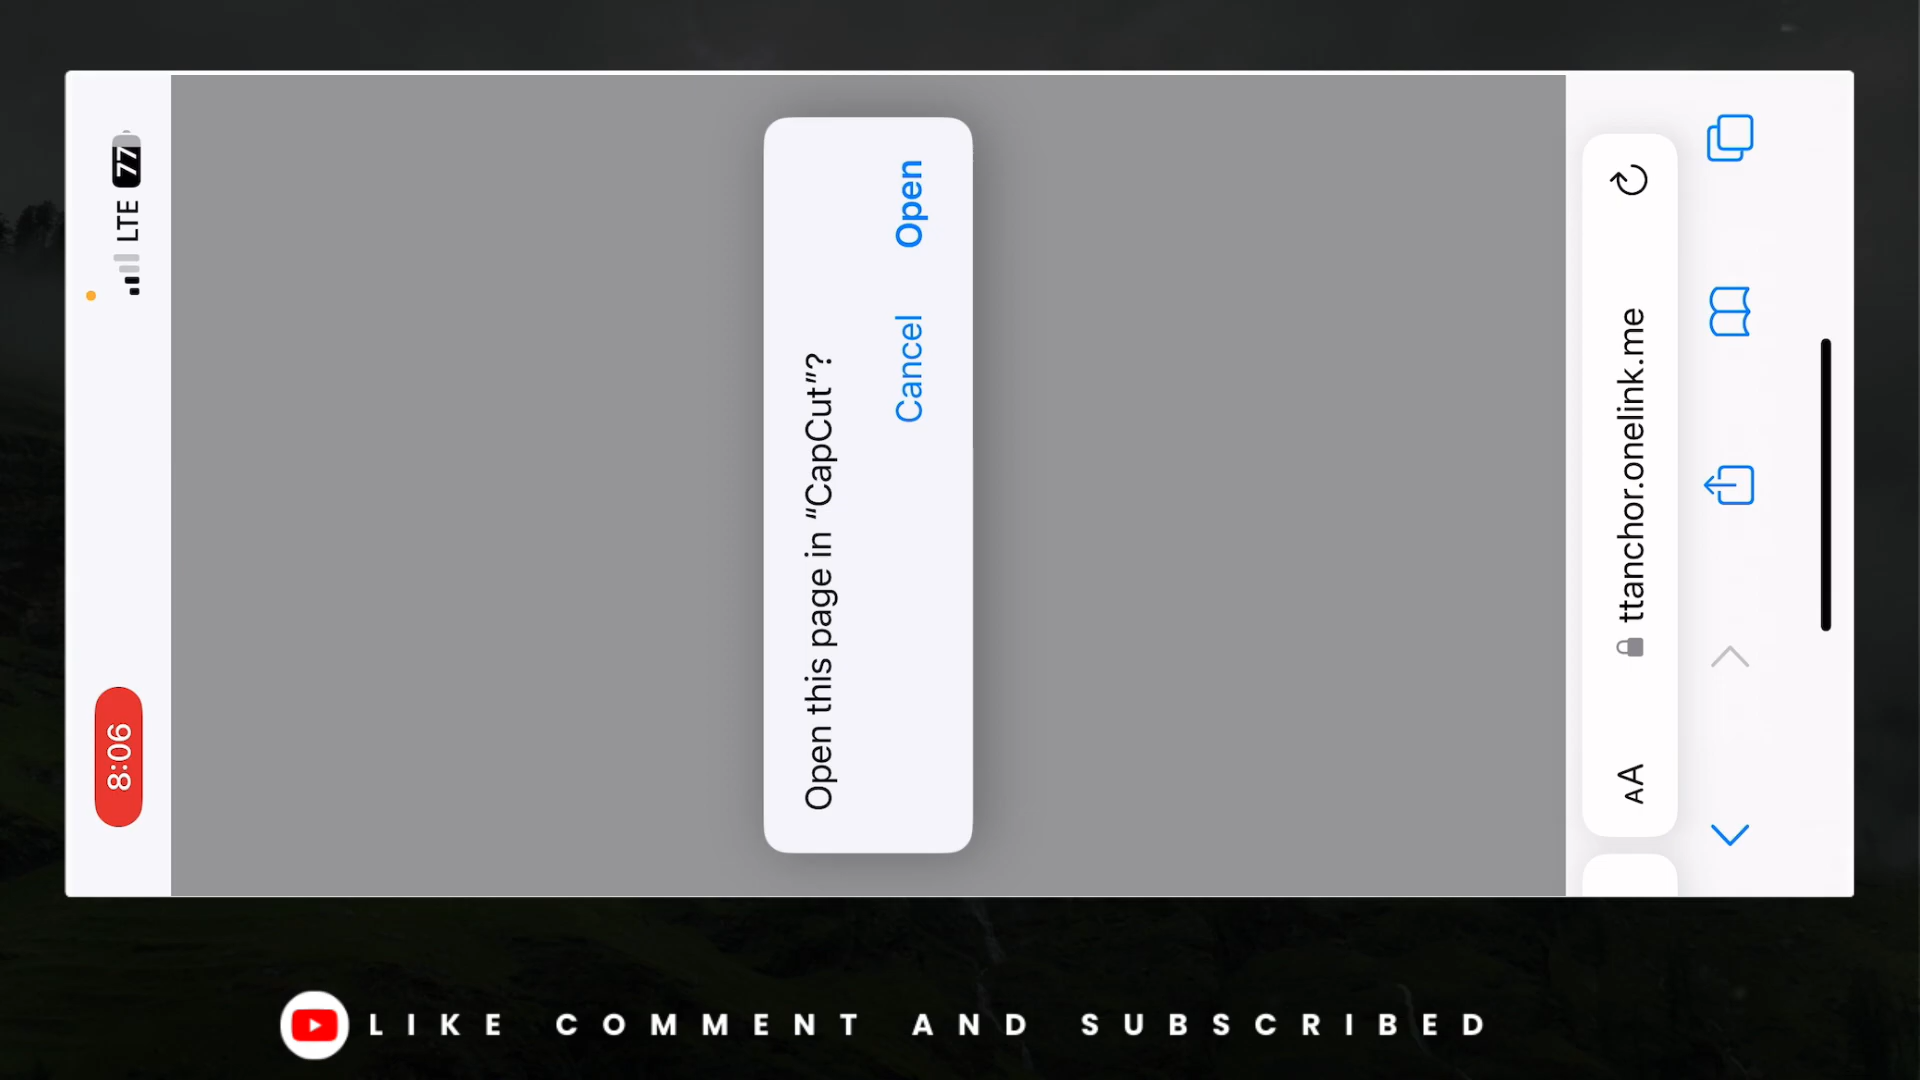 8:06 LTE 77
Open this page in “CapCut”?
Cancel Open
AA ttanchor.onelink.me
LIKE COMMENT AND SUBSCRIBED